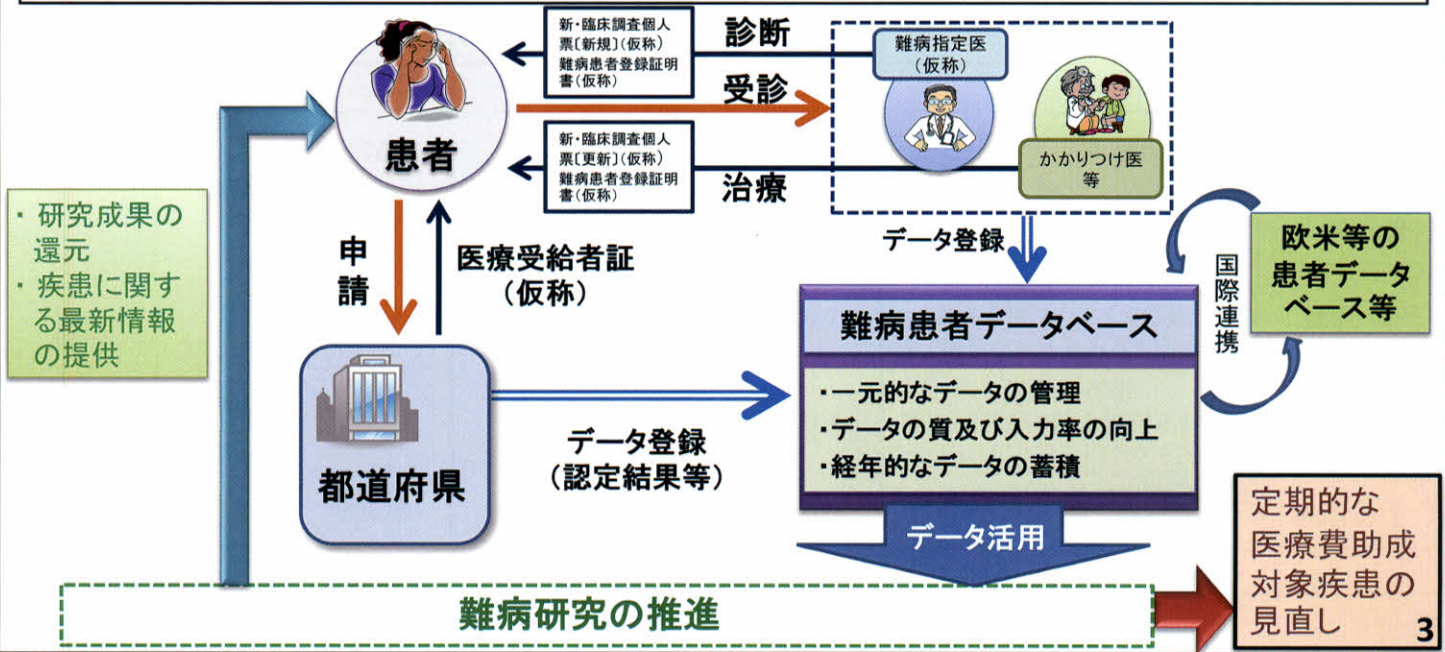 新・臨床調査個人
票〔新規〕(仮称)
難病患者登録証明
書(仮称)
診断
難病指定医
(仮称)
受診
患者
新・臨床調査個人
票〔更新〕(仮称)
難病患者登録証明
書(仮称)
治療
かかりつけ医
等
・研究成果の
還元
・疾患に関す
る最新情報
の提供
申
請
医療受給者証
(仮称)
データ登録
国際連携
欧米等の
患者データ
ベース等
難病患者データベース
・一元的なデータの管理
・データの質及び入力率の向上
・経年的なデータの蓄積
都道府県
データ登録
(認定結果等)
データ活用
難病研究の推進
定期的な
医療費助成
対象疾患の
見直し
3